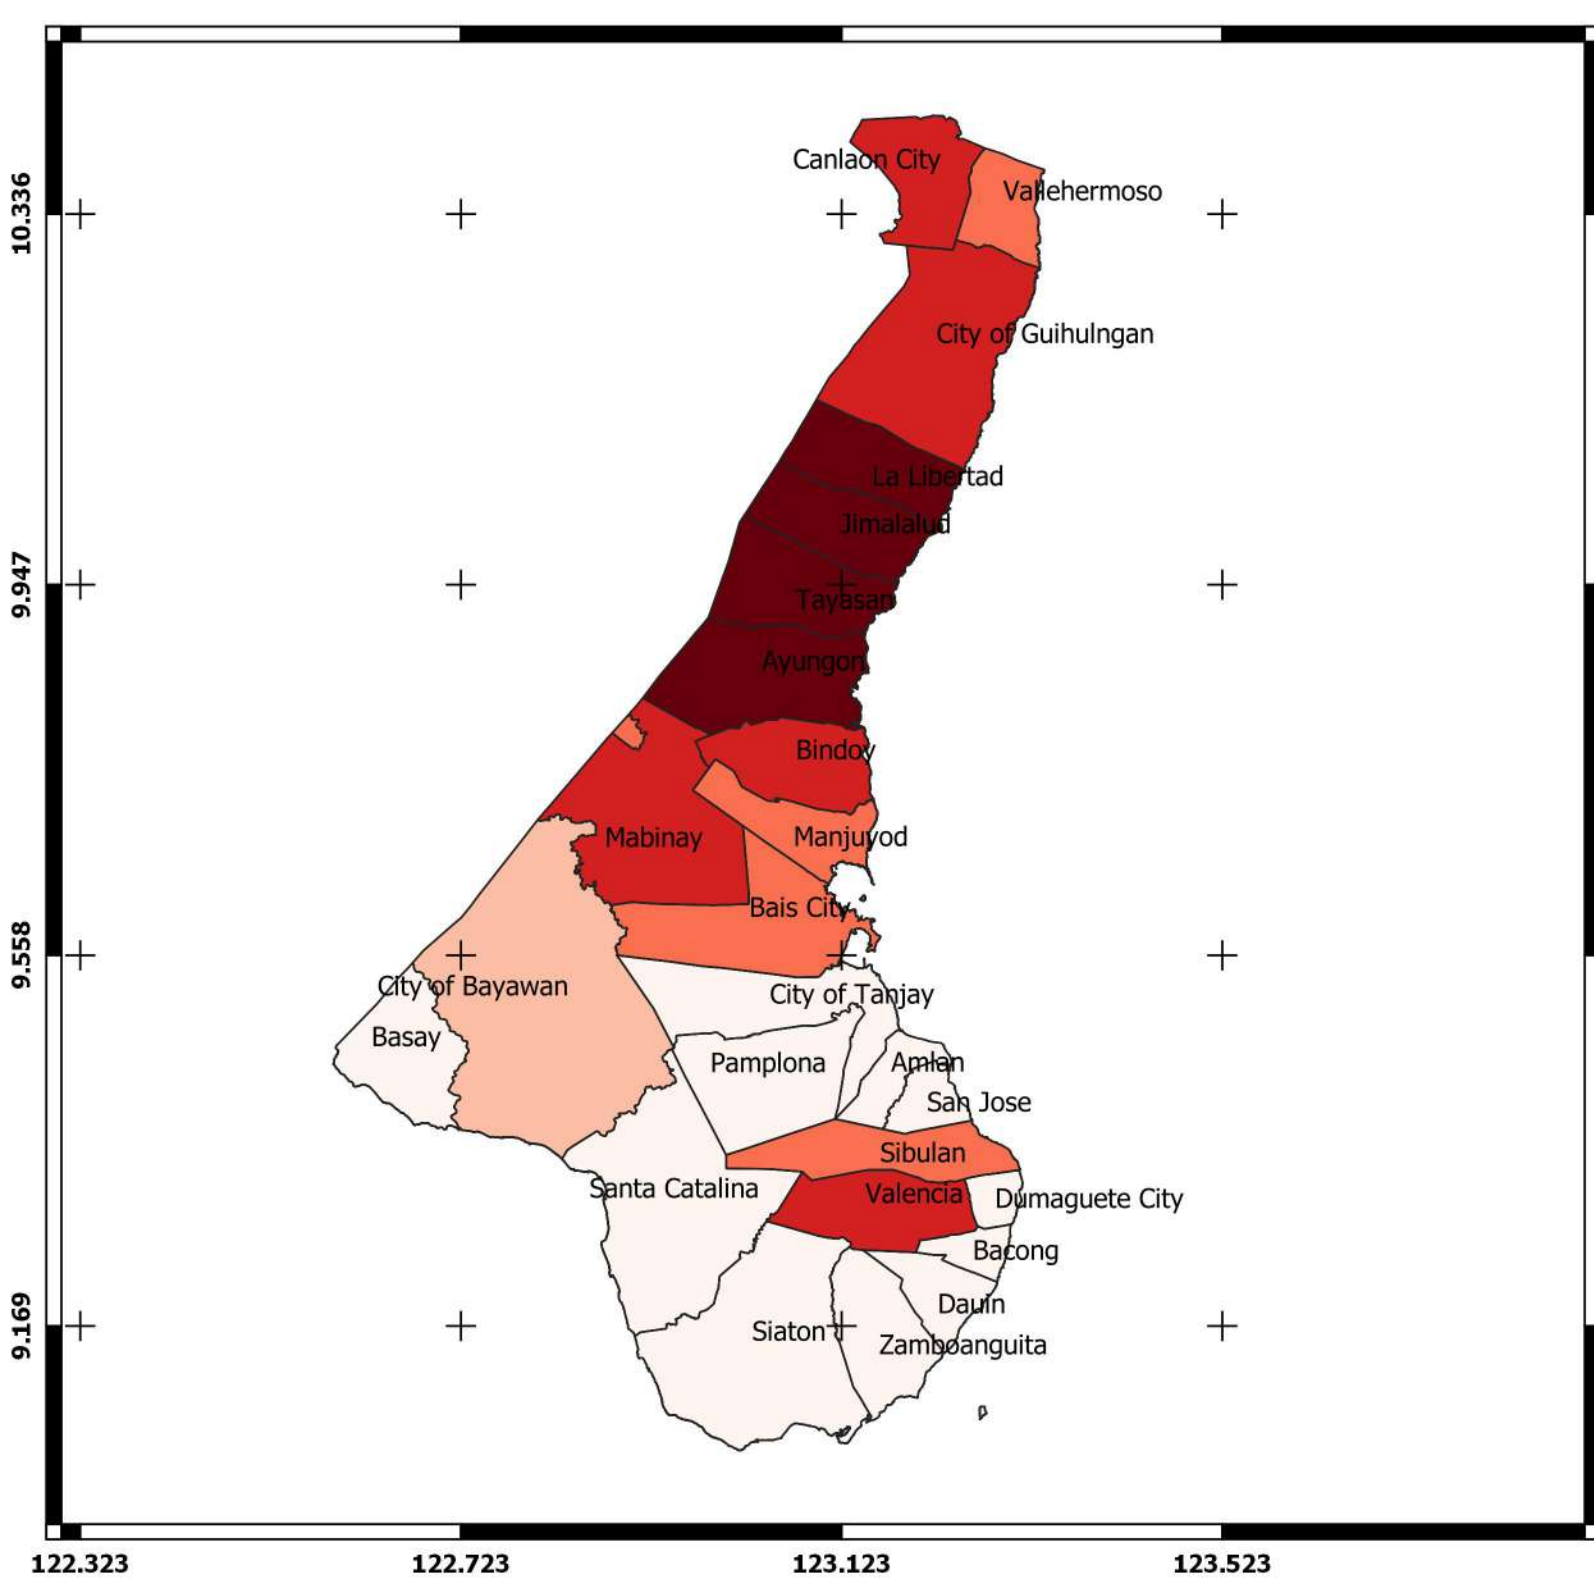 Canlaon City
Vallehermoso
10.336
City of Guihulngan
La Libertad
Jimalalud
9.947
Tayasan
Ayungon
Bindoy
Mabinay
Manjuyod
Bais City
9.558
City of Bayawan
City of Tanjay
Basay
Pamplona
Amlan
San Jose
Sibulan
Santa Catalina
Valencia
Dumaguete City
Bacong
Dauin
9.169
Siaton
Zamboanguita
122.323
122.723
123.123
123.523